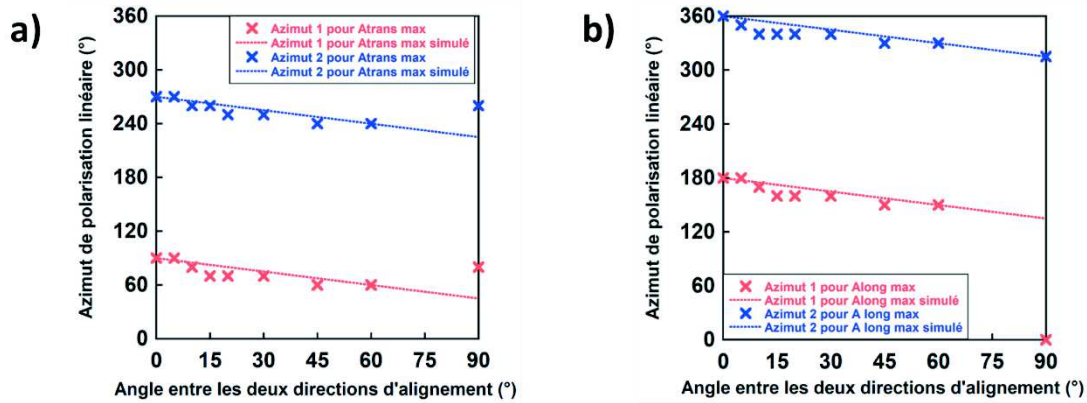 a)
Azimut de polarisation linéaire (°)
360
300
240
180
120
60
0
Azimut 1 pour Atrans max
Azimut 1 pour Atrans max simulé
Azimut 2 pour Atrans max
Azimut 2 pour Atrans max simulé
0 15 30 45 60 75 90
Angle entre les deux directions d'alignement (°)
b)
Azimut de polarisation linéaire (°)
360
300
240
180
120
60
0
Azimut 1 pour Along max
Azimut 1 pour Along max simulé
Azimut 2 pour A long max
Azimut 2 pour A long max simulé
0 15 30 45 60 75 90
Angle entre les deux directions d'alignement (°)